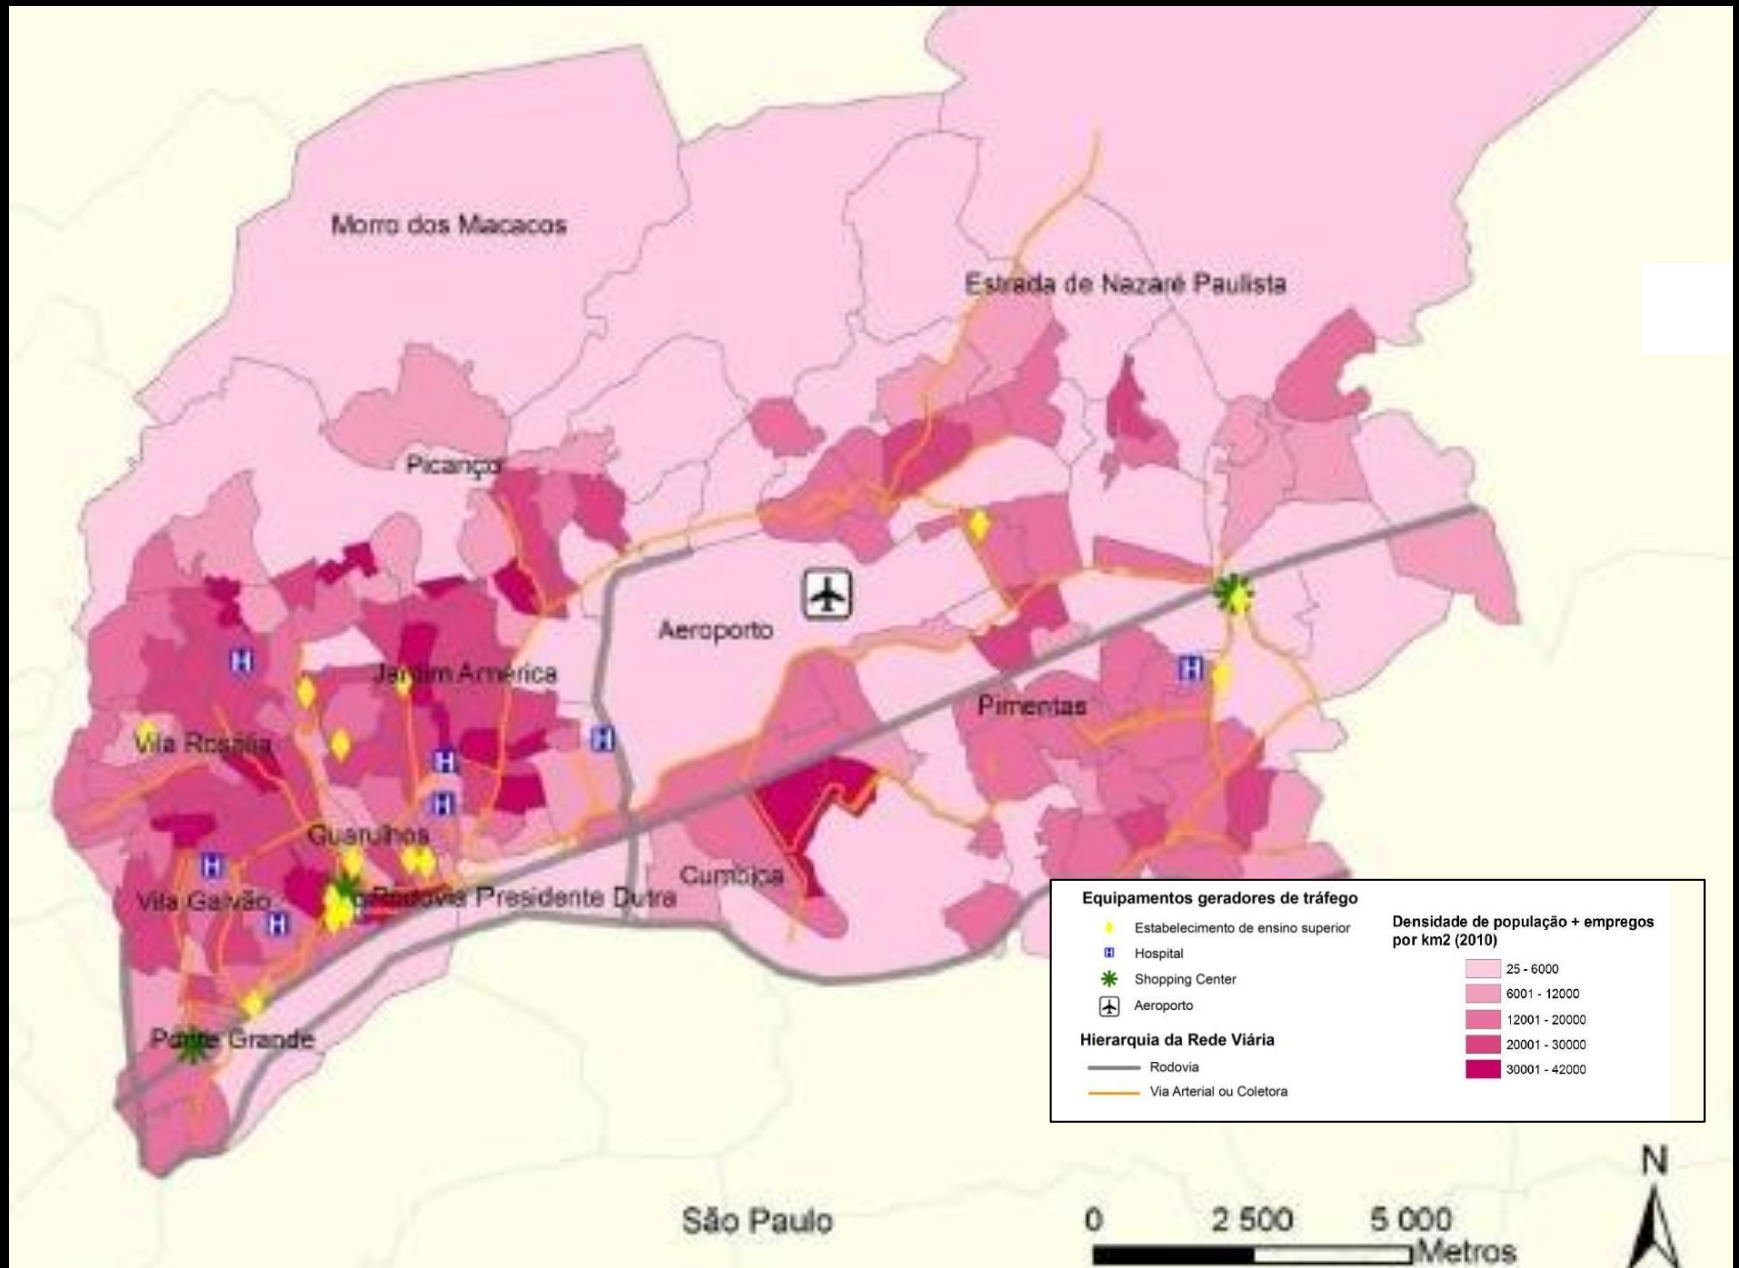 Morro dos Macacos
Estrada de Nazaré Paulista
Picanço
Aeroporto
Jardim América
Pimentas
Vila Rosália
Guarulhos
Cumbica
Vila Galvão
Rodovia Presidente Dutra
Ponte Grande
São Paulo
H
H
H
H
H
H
H
Equipamentos geradores de tráfego
Estabelecimento de ensino superior
H Hospital
Shopping Center
Aeroporto
Hierarquia da Rede Viária
Rodovia
Via Arterial ou Coletora
Densidade de população + empregos
por km2 (2010)
25 - 6000
6001 - 12000
12001 - 20000
20001 - 30000
30001 - 42000
0 2 500 5 000
Metros
N